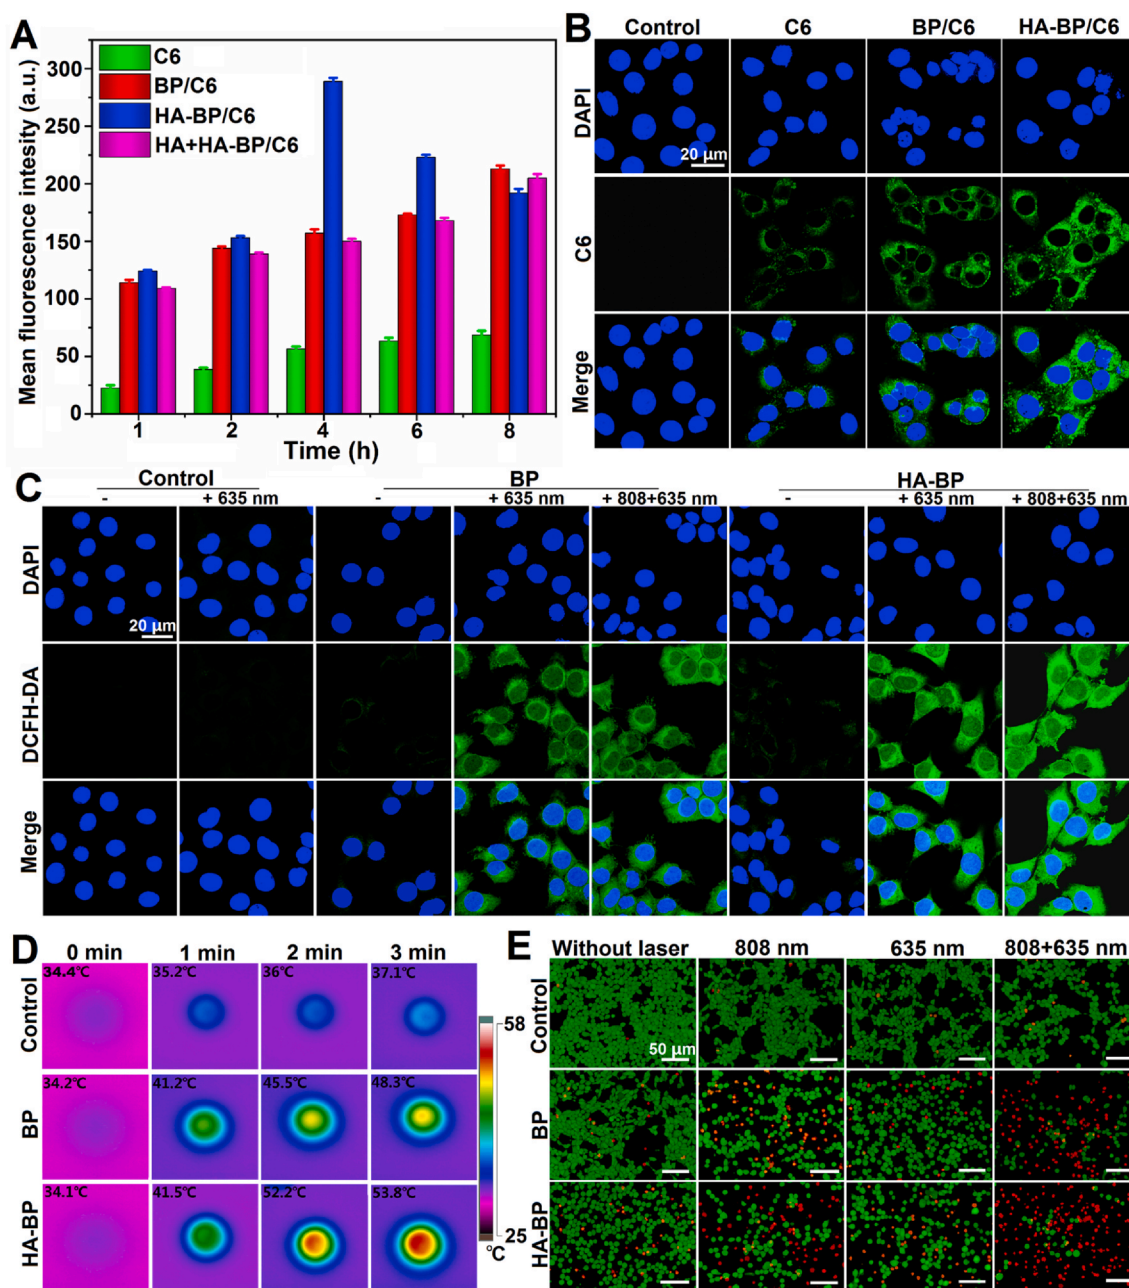 A
C6
BP/C6
HA-BP/C6
HA+HA-BP/C6
Mean fluorescence intesity (a.u.)
300
250
200
150
100
50
0
1 2 4 6 8
Time (h)
B
Control C6 BP/C6 HA-BP/C6
DAPI
20 μm
C6
Merge
C
Control BP HA-BP
- + 635 nm - + 635 nm + 808+635 nm - + 635 nm + 808+635 nm
DAPI
20 μm
DCFH-DA
Merge
D
0 min 1 min 2 min 3 min
Control
34.4℃ 35.2℃ 36℃ 37.1℃
BP
34.2℃ 41.2℃ 45.5℃ 48.3℃
HA-BP
34.1℃ 41.5℃ 52.2℃ 53.8℃
58
25
℃
E
Without laser 808 nm 635 nm 808+635 nm
Control
50 μm
BP
HA-BP